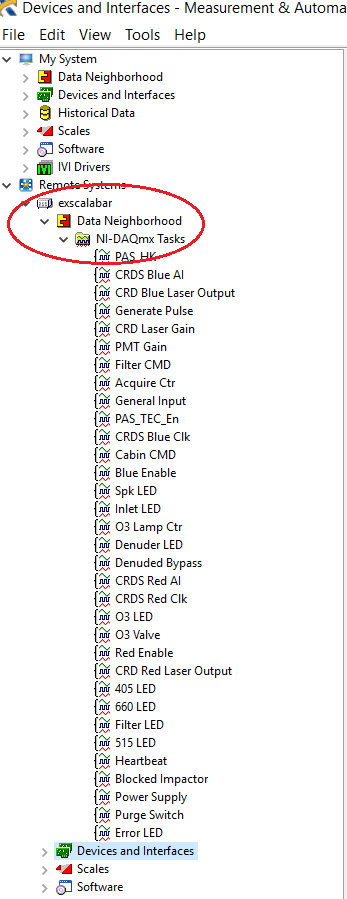 Devices and Interfaces - Measurement & Automa
File Edit View Tools Help
My System
Data Neighborhood
Devices and Interfaces
Historical Data
Scales
Software
IVI Drivers
Remote Systems
exscalabar
Data Neighborhood
NI-DAQmx Tasks
PAS_HK
CRDS Blue AI
CRD Blue Laser Output
Generate Pulse
CRD Laser Gain
PMT Gain
Filter CMD
Acquire Ctr
General Input
PAS_TEC_En
CRDS Blue Clk
Cabin CMD
Blue Enable
Spk LED
Inlet LED
O3 Lamp Ctr
Denuder LED
Denuded Bypass
CRDS Red AI
CRDS Red Clk
O3 LED
O3 Valve
Red Enable
CRD Red Laser Output
405 LED
660 LED
Filter LED
515 LED
Heartbeat
Blocked Impactor
Power Supply
Purge Switch
Error LED
Devices and Interfaces
Scales
Software